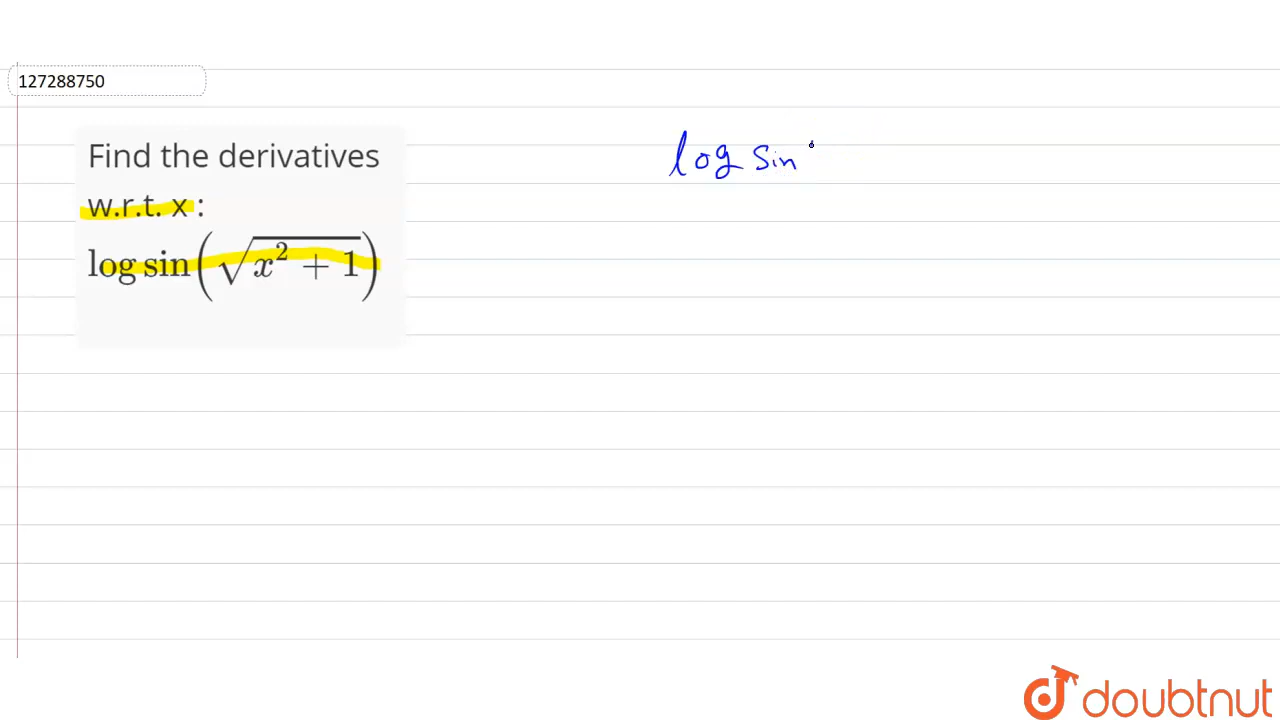 127288750
Find the derivatives
w.r.t. x :
log sin(√(x² + 1))
log sin
doubtnut